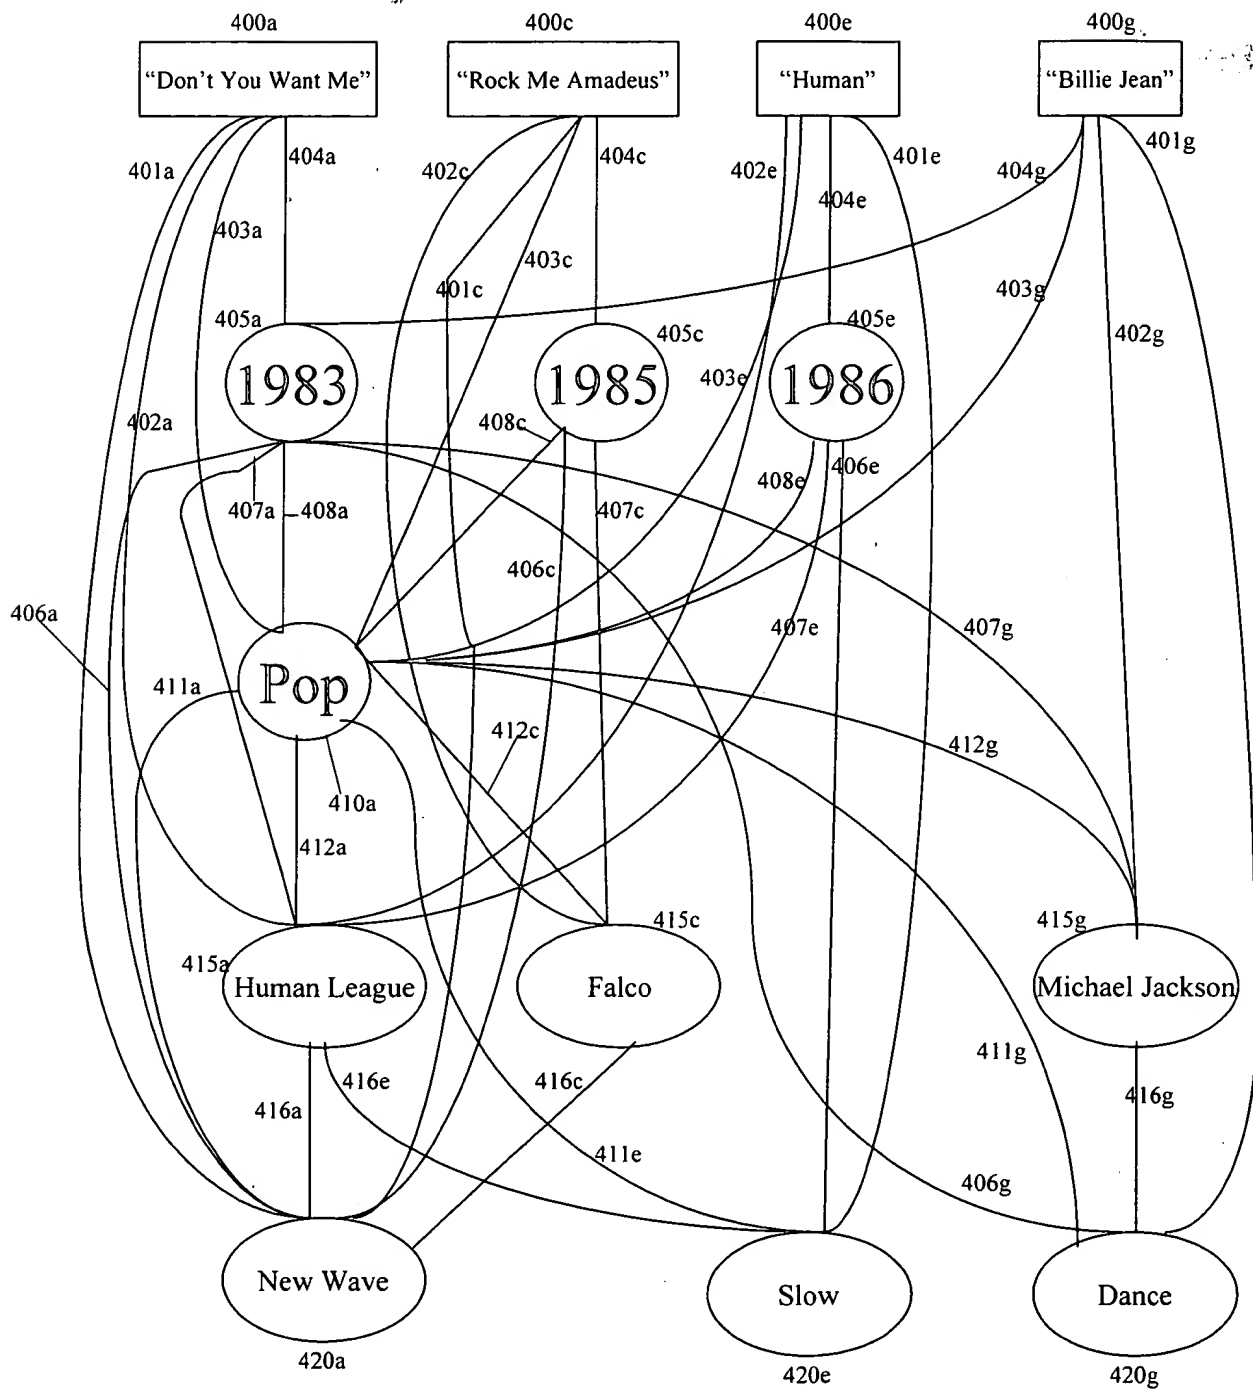 400a 400c 400e 400g
“Don’t You Want Me” “Rock Me Amadeus” “Human” “Billie Jean”
401a 404a 402c 404c 402e 401e 404g 401g
404e
403a 403c
401c 403g
405a 405c 405e 402g
1983 1985 1986
403e
402a 408c
406e
408e
407a 408a 407c
406c
406a 407e 407g
Pop
411a
412c 412g
410a
412a
415a 415c 415g
Human League Falco Michael Jackson
411g
416e 416c
416a 416g
411e
406g
New Wave Slow Dance
420a 420e 420g